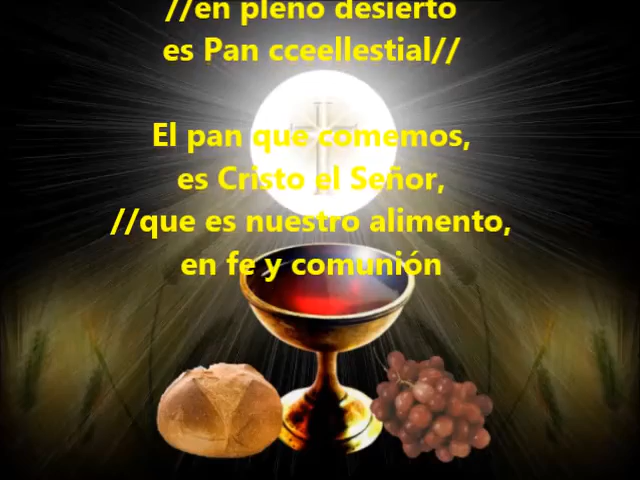 //en pleno desierto
es Pan cceellestial//
El pan que comemos,
es Cristo el Señor,
//que es nuestro alimento,
en fe y comunión